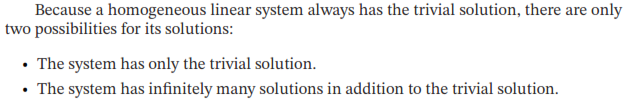 Because a homogeneous linear system always has the trivial solution, there are only
two possibilities for its solutions:
• The system has only the trivial solution.
• The system has infinitely many solutions in addition to the trivial solution.